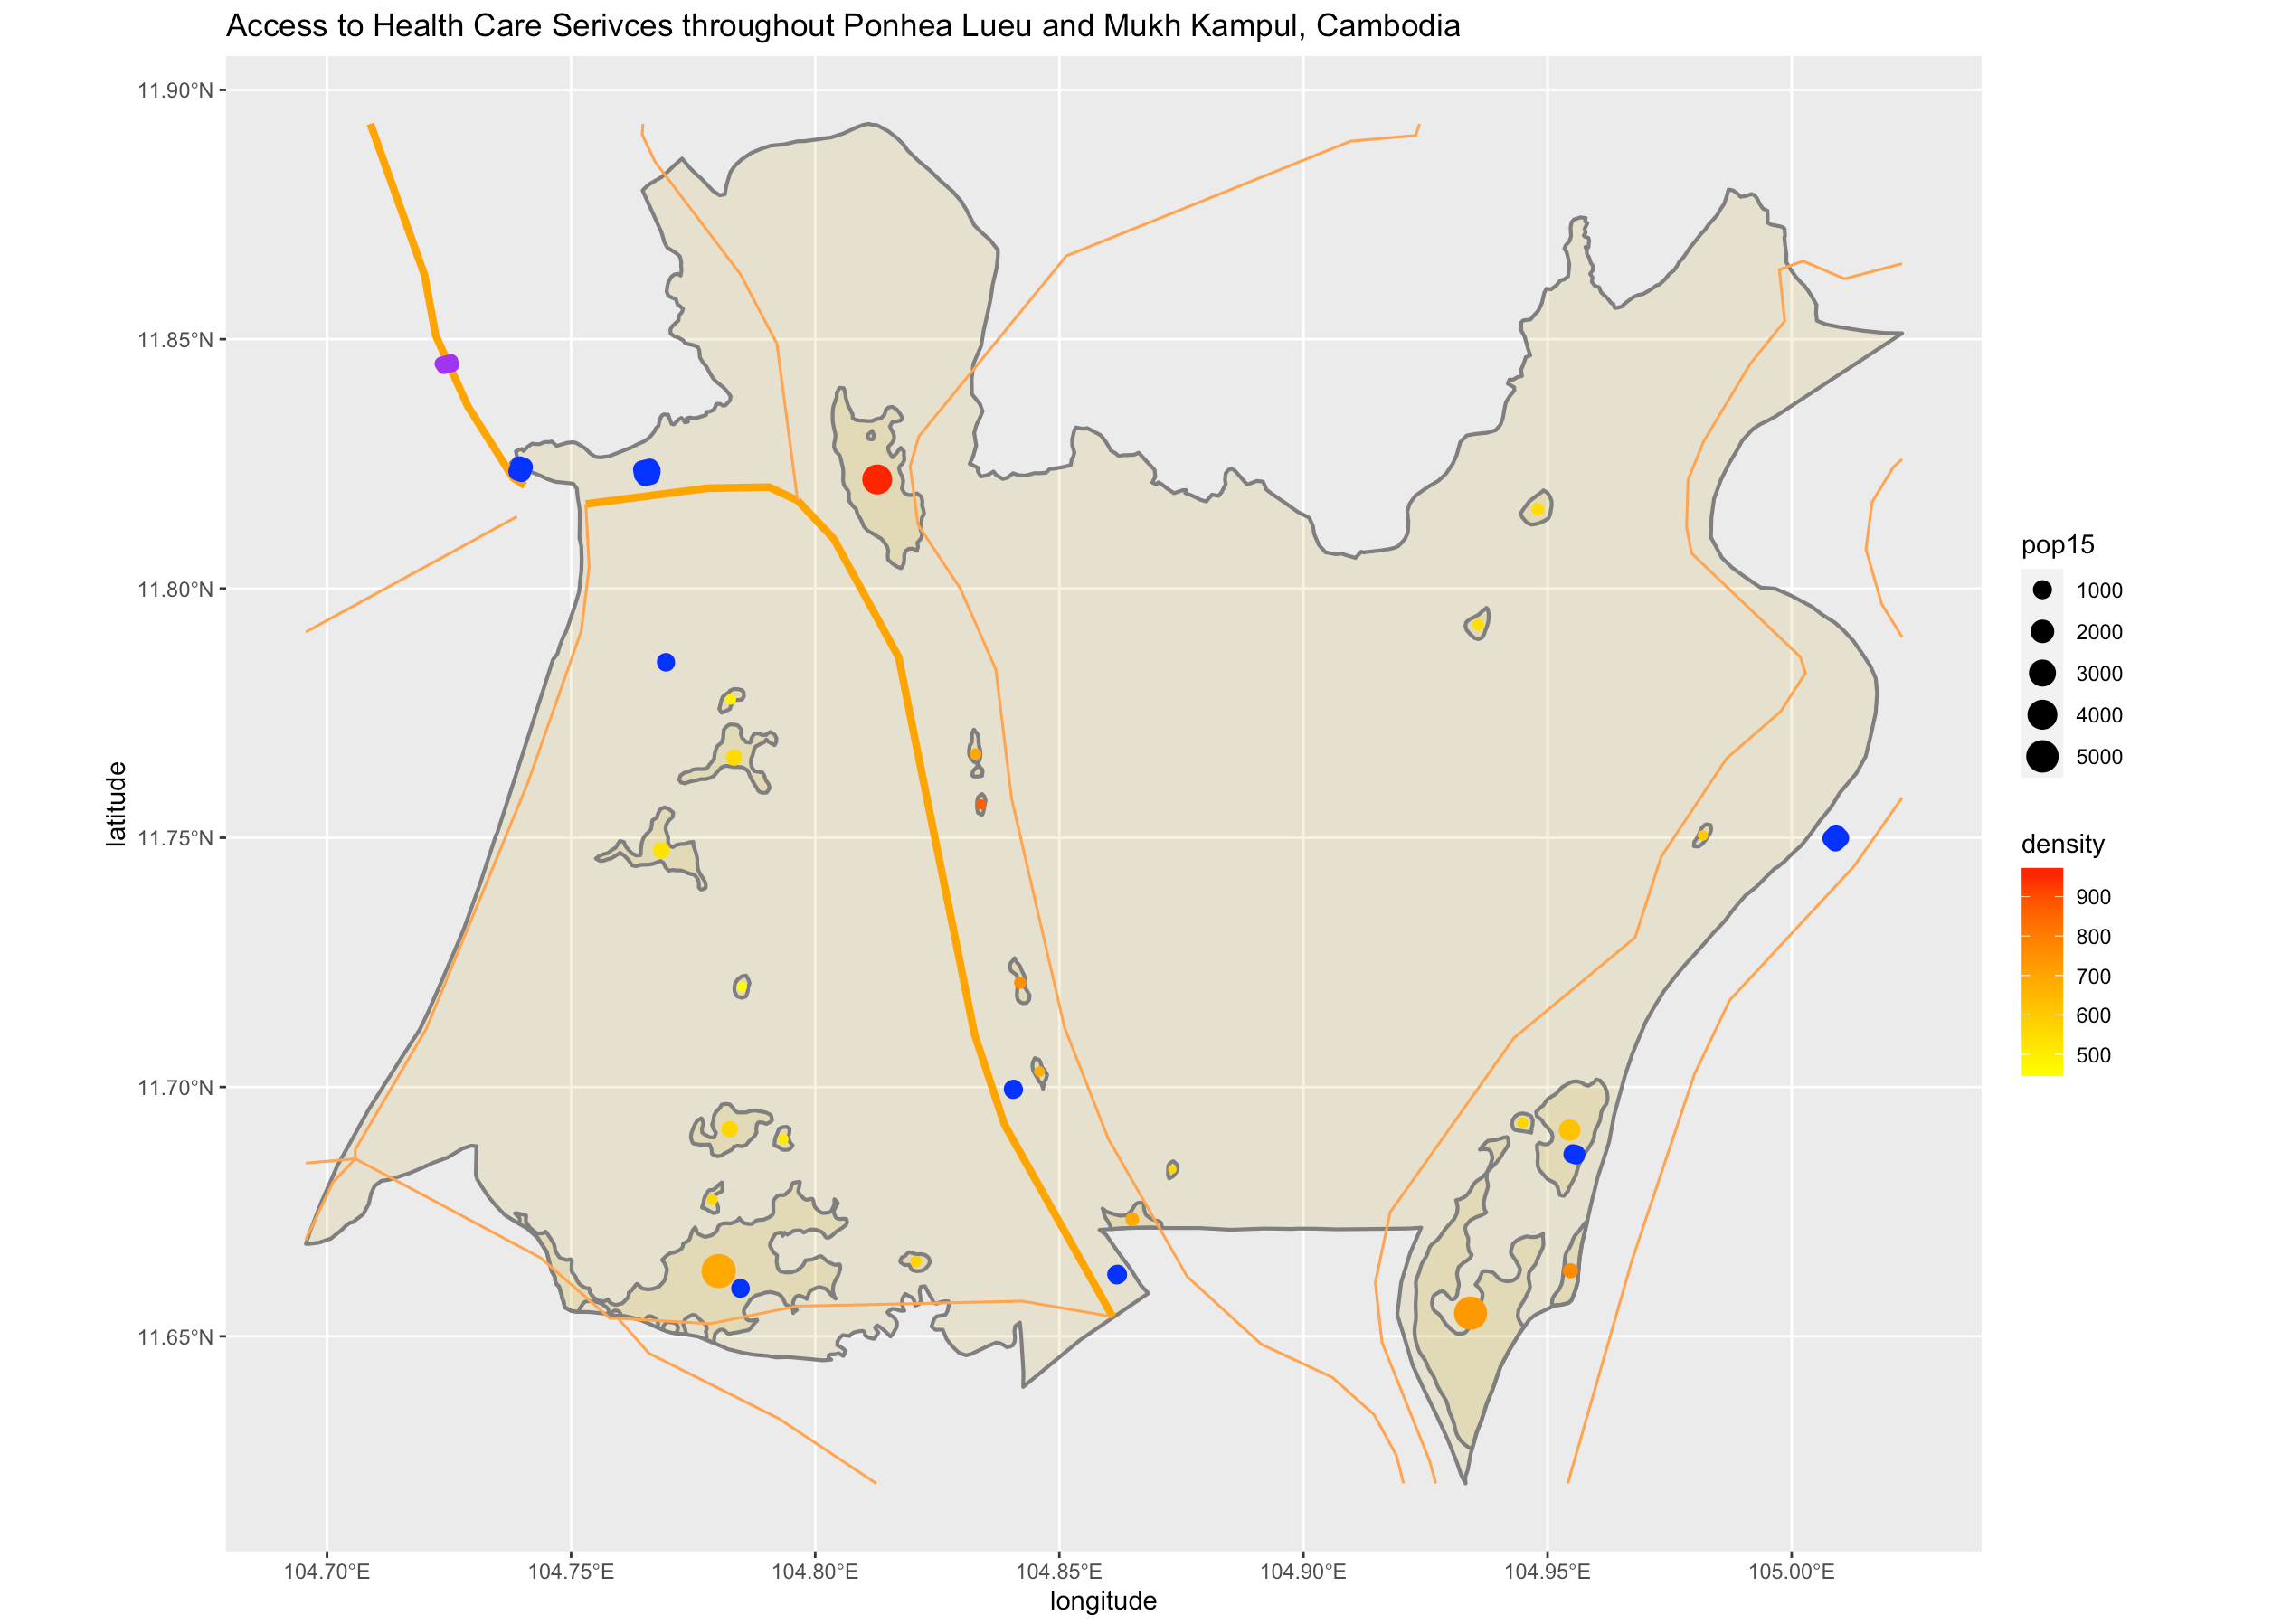 Access to Health Care Serivces throughout Ponhea Lueu and Mukh Kampul, Cambodia
11.90°N
11.85°N
11.80°N
11.75°N
11.70°N
11.65°N
latitude
104.70°E
104.75°E
104.80°E
104.85°E
104.90°E
104.95°E
105.00°E
longitude
pop15
1000
2000
3000
4000
5000
density
900
800
700
600
500